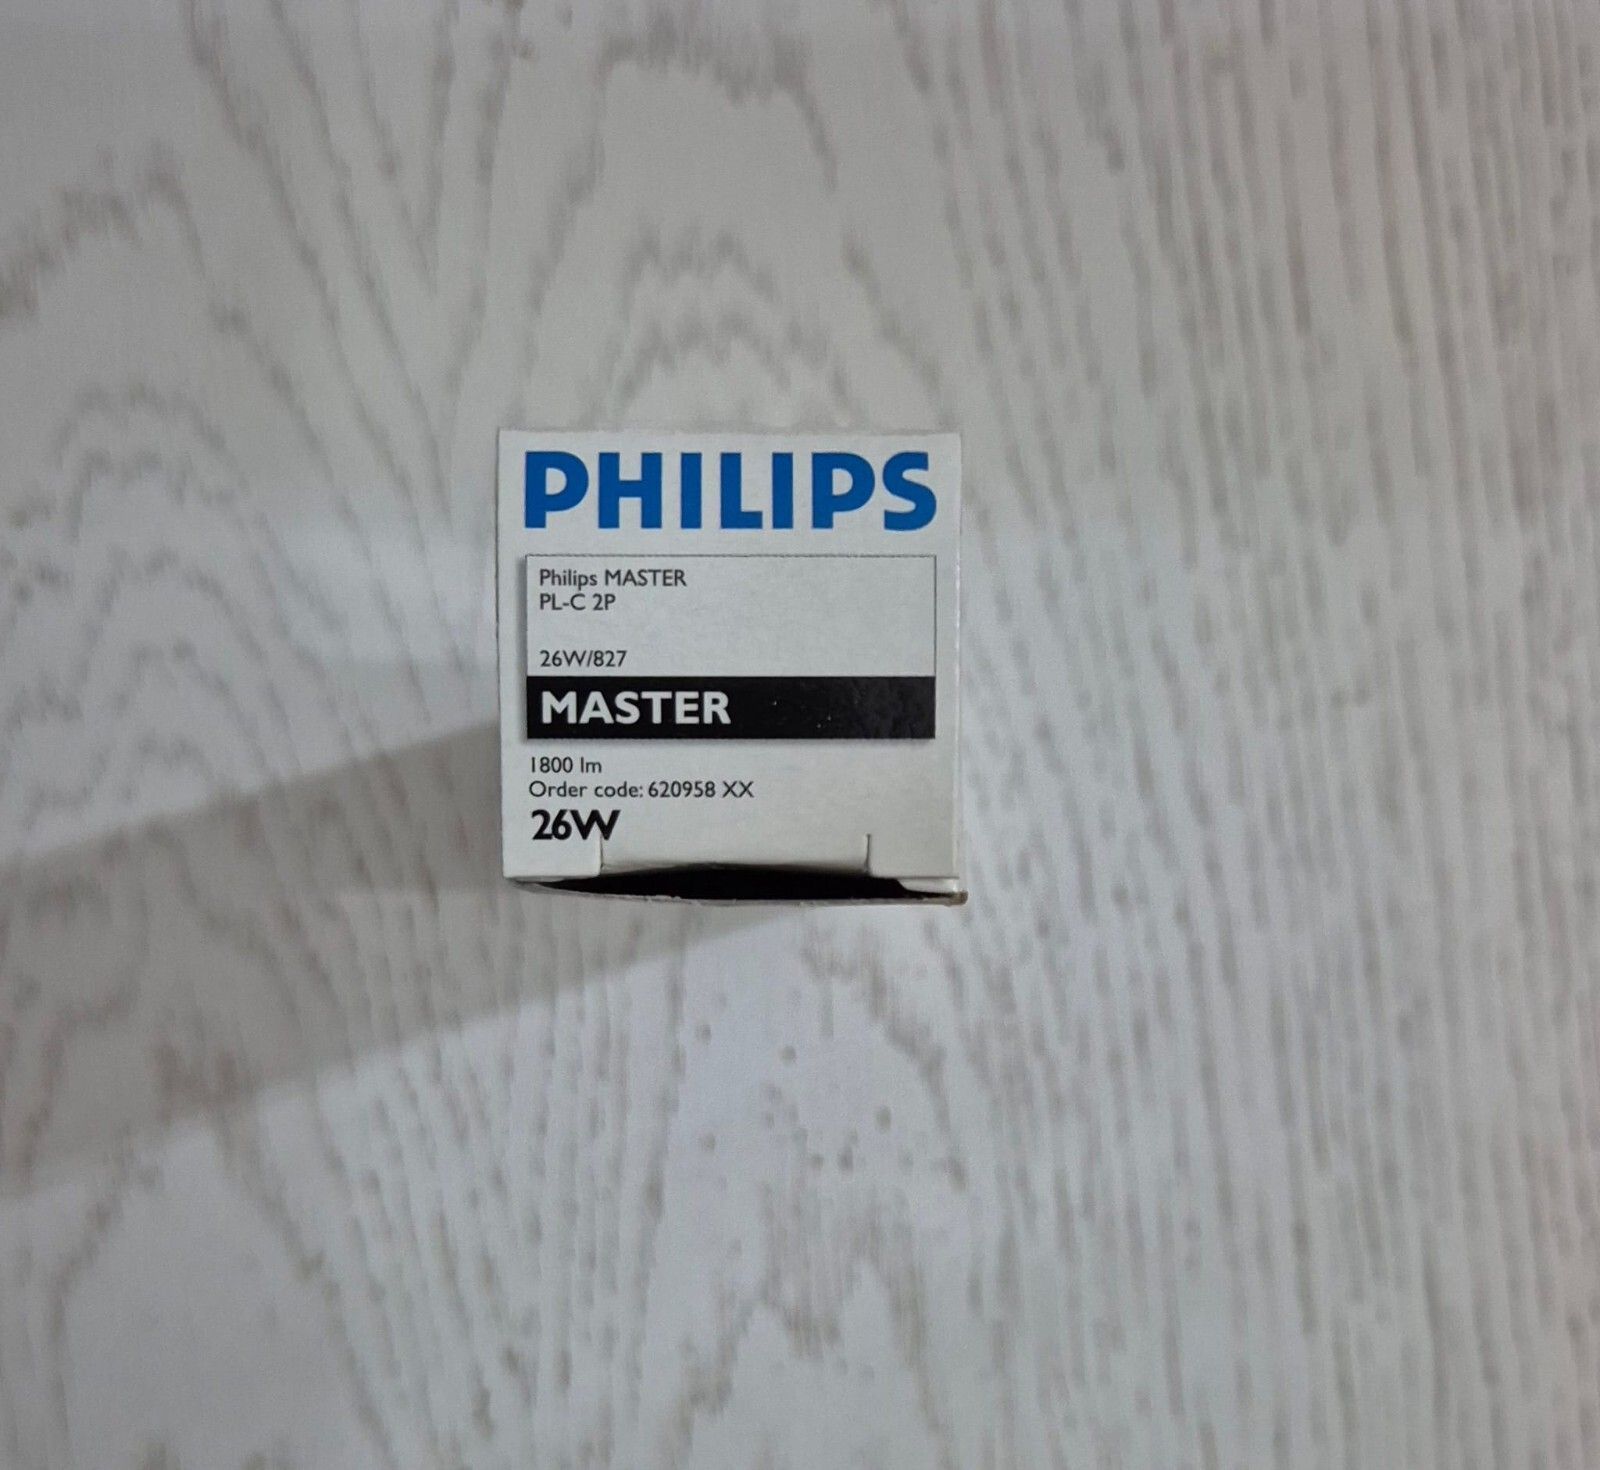 PHILIPS
Philips MASTER
PL-C 2P
26W/827
MASTER
1800 lm
Order code: 620958 XX
26W